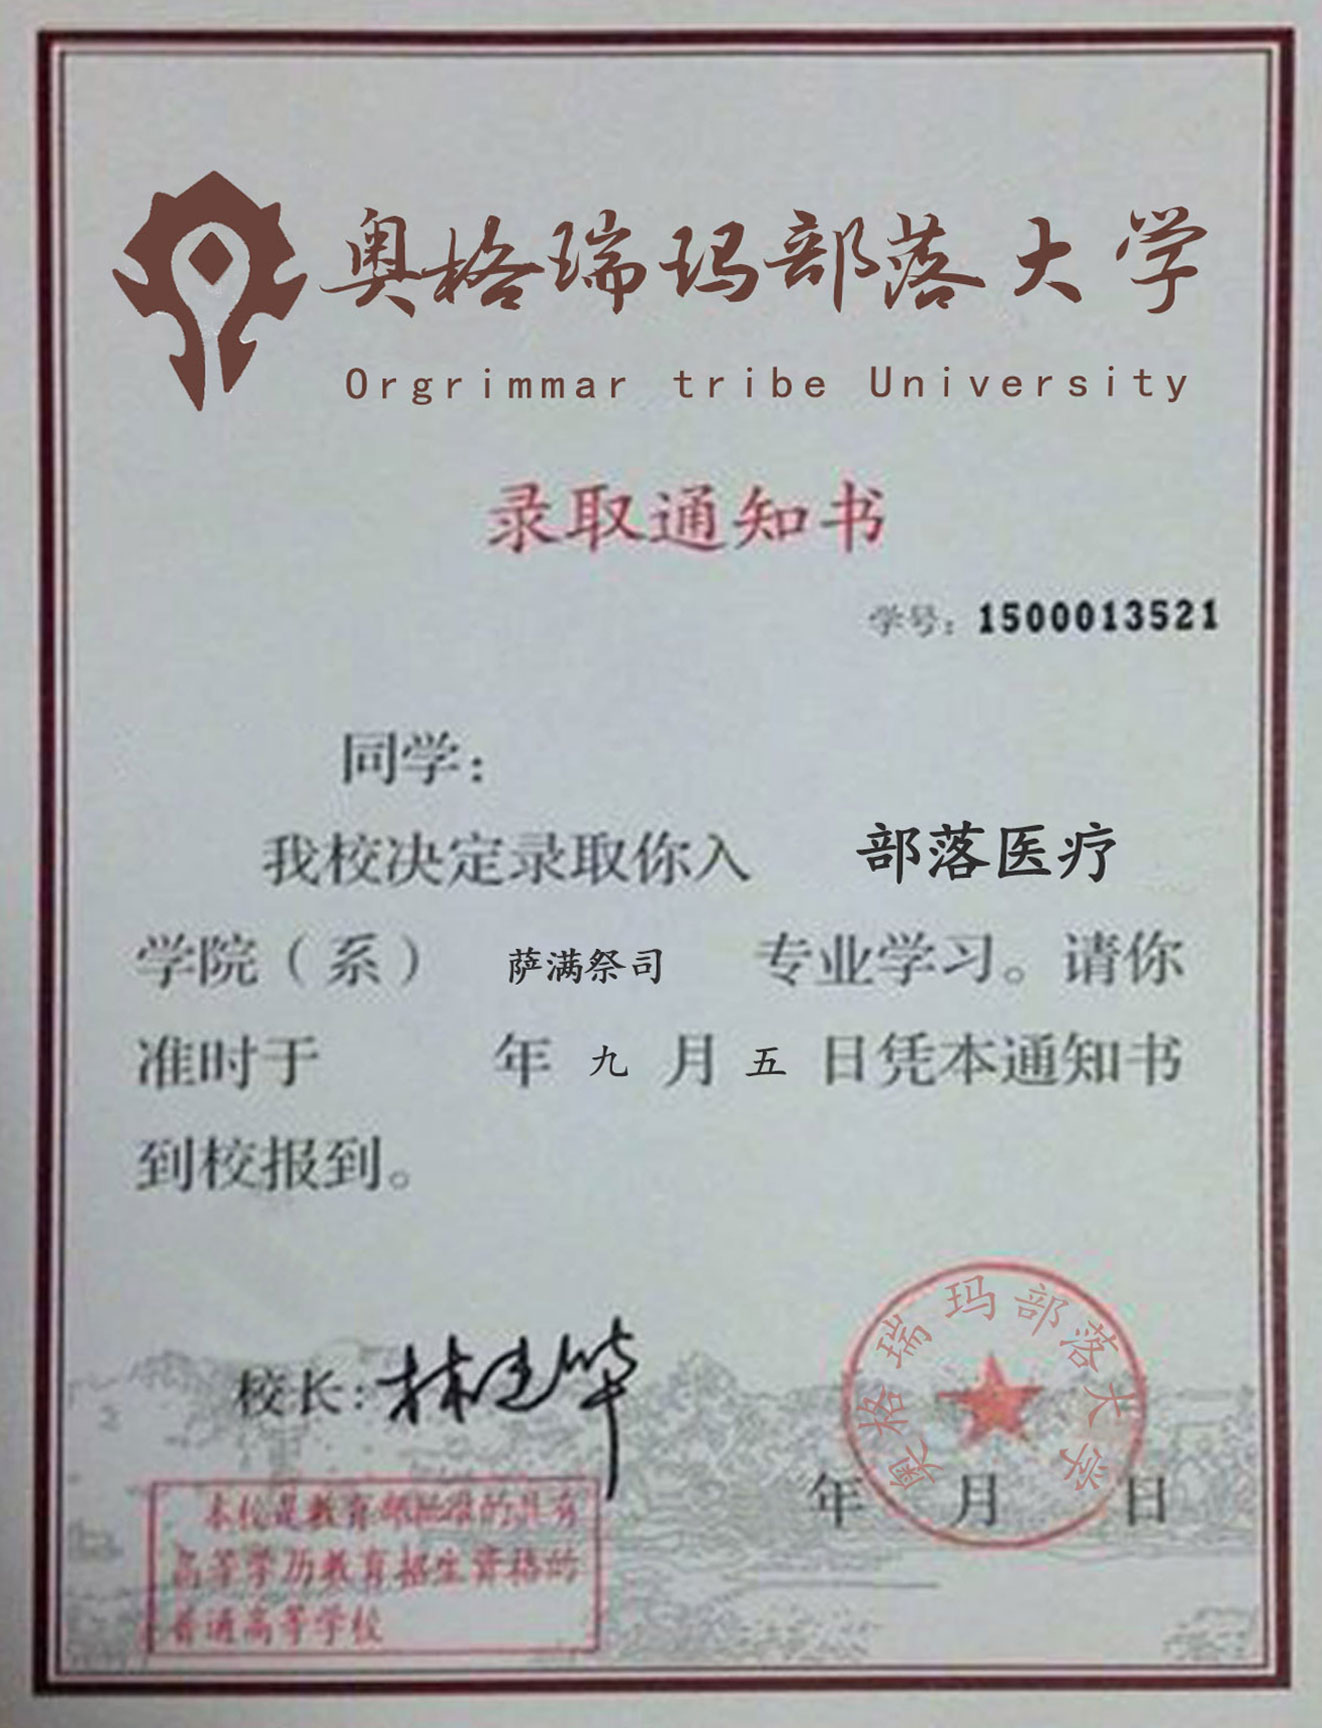 奥格瑞玛部落大学
Orgrimmar tribe University
录取通知书
学号：1500013521
同学：
我校决定录取你入 部落医疗
学院（系） 萨满祭司 专业学习。请你
准时于 年 九 月 五 日凭本通知书
到校报到。
奥格瑞玛部落大学
校长：林建华
年 月 日
本校是教育部批准的具有
高等学历教育招生资格的
普通高等学校